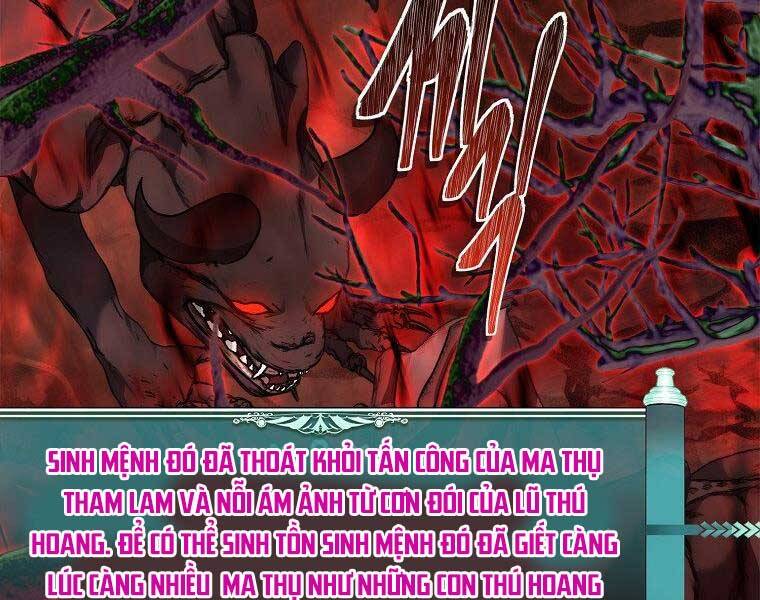 SINH MỆNH ĐÓ ĐÃ THOÁT KHỎI TẤN CÔNG CỦA MA THỤ
THAM LAM VÀ NỖI ÁM ẢNH TỪ CƠN ĐÓI CỦA LŨ THÚ
HOANG. ĐỂ CÓ THỂ SINH TỒN SINH MỆNH ĐÓ ĐÃ GIẾT CÀNG
LÚC CÀNG NHIỀU MA THỤ NHƯ NHỮNG CON THÚ HOANG